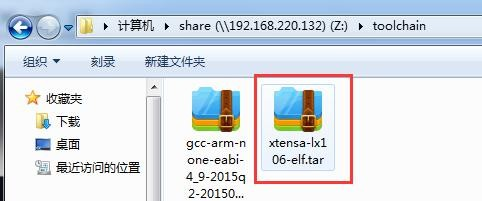 计算机 ▸ share (\\192.168.220.132) (Z:) ▸ toolchain
组织 刻录 新建文件夹
收藏夹
下载
桌面
最近访问的位置
gcc-arm-n
one-eabi-
4_9-2015q
2-20150...
xtensa-lx1
06-elf.tar